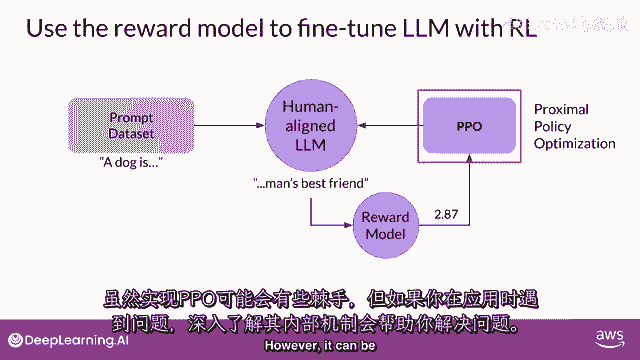 Use the reward model to fine-tune LLM with RL
Prompt
Dataset
"A dog is…"
Human-
aligned
LLM
"…man's best friend"
Reward
Model
2.87
PPO
Proximal
Policy
Optimization
虽然实现PPO可能会有些棘手，但如果你在应用时遇
到问题，深入了解其内部机制会帮助你解决问题。
However, it can be
DeepLearning.AI
aws